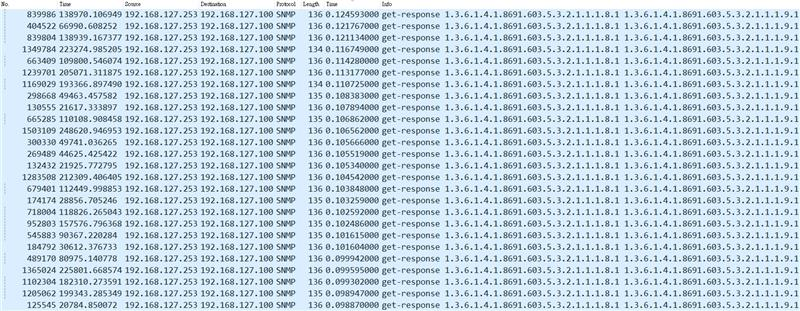 No. Time Source Destination Protocol Length Time Info
839986 138970.106949 192.168.127.253 192.168.127.100 SNMP 136 0.124593000 get-response 1.3.6.1.4.1.8691.603.5.3.2.1.1.1.8.1 1.3.6.1.4.1.8691.603.5.3.2.1.1.1.9.1
404522 66990.608252 192.168.127.253 192.168.127.100 SNMP 136 0.121767000 get-response 1.3.6.1.4.1.8691.603.5.3.2.1.1.1.8.1 1.3.6.1.4.1.8691.603.5.3.2.1.1.1.9.1
839804 138939.167377 192.168.127.253 192.168.127.100 SNMP 136 0.121134000 get-response 1.3.6.1.4.1.8691.603.5.3.2.1.1.1.8.1 1.3.6.1.4.1.8691.603.5.3.2.1.1.1.9.1
1349784 223274.985205 192.168.127.253 192.168.127.100 SNMP 134 0.116749000 get-response 1.3.6.1.4.1.8691.603.5.3.2.1.1.1.8.1 1.3.6.1.4.1.8691.603.5.3.2.1.1.1.9.1
663409 109800.546074 192.168.127.253 192.168.127.100 SNMP 136 0.114280000 get-response 1.3.6.1.4.1.8691.603.5.3.2.1.1.1.8.1 1.3.6.1.4.1.8691.603.5.3.2.1.1.1.9.1
1239701 205071.311875 192.168.127.253 192.168.127.100 SNMP 136 0.113177000 get-response 1.3.6.1.4.1.8691.603.5.3.2.1.1.1.8.1 1.3.6.1.4.1.8691.603.5.3.2.1.1.1.9.1
1169029 193366.897490 192.168.127.253 192.168.127.100 SNMP 134 0.110725000 get-response 1.3.6.1.4.1.8691.603.5.3.2.1.1.1.8.1 1.3.6.1.4.1.8691.603.5.3.2.1.1.1.9.1
298668 49463.457582 192.168.127.253 192.168.127.100 SNMP 135 0.108383000 get-response 1.3.6.1.4.1.8691.603.5.3.2.1.1.1.8.1 1.3.6.1.4.1.8691.603.5.3.2.1.1.1.9.1
130555 21617.333897 192.168.127.253 192.168.127.100 SNMP 136 0.107894000 get-response 1.3.6.1.4.1.8691.603.5.3.2.1.1.1.8.1 1.3.6.1.4.1.8691.603.5.3.2.1.1.1.9.1
665285 110108.908458 192.168.127.253 192.168.127.100 SNMP 135 0.106862000 get-response 1.3.6.1.4.1.8691.603.5.3.2.1.1.1.8.1 1.3.6.1.4.1.8691.603.5.3.2.1.1.1.9.1
1503109 248620.946953 192.168.127.253 192.168.127.100 SNMP 136 0.106562000 get-response 1.3.6.1.4.1.8691.603.5.3.2.1.1.1.8.1 1.3.6.1.4.1.8691.603.5.3.2.1.1.1.9.1
300330 49741.036265 192.168.127.253 192.168.127.100 SNMP 136 0.105666000 get-response 1.3.6.1.4.1.8691.603.5.3.2.1.1.1.8.1 1.3.6.1.4.1.8691.603.5.3.2.1.1.1.9.1
269489 44625.425422 192.168.127.253 192.168.127.100 SNMP 136 0.105519000 get-response 1.3.6.1.4.1.8691.603.5.3.2.1.1.1.8.1 1.3.6.1.4.1.8691.603.5.3.2.1.1.1.9.1
132432 21925.772795 192.168.127.253 192.168.127.100 SNMP 136 0.105340000 get-response 1.3.6.1.4.1.8691.603.5.3.2.1.1.1.8.1 1.3.6.1.4.1.8691.603.5.3.2.1.1.1.9.1
1283508 212309.406405 192.168.127.253 192.168.127.100 SNMP 136 0.104542000 get-response 1.3.6.1.4.1.8691.603.5.3.2.1.1.1.8.1 1.3.6.1.4.1.8691.603.5.3.2.1.1.1.9.1
679401 112449.998853 192.168.127.253 192.168.127.100 SNMP 136 0.103848000 get-response 1.3.6.1.4.1.8691.603.5.3.2.1.1.1.8.1 1.3.6.1.4.1.8691.603.5.3.2.1.1.1.9.1
174174 28856.705246 192.168.127.253 192.168.127.100 SNMP 135 0.103259000 get-response 1.3.6.1.4.1.8691.603.5.3.2.1.1.1.8.1 1.3.6.1.4.1.8691.603.5.3.2.1.1.1.9.1
718004 118826.265043 192.168.127.253 192.168.127.100 SNMP 136 0.102592000 get-response 1.3.6.1.4.1.8691.603.5.3.2.1.1.1.8.1 1.3.6.1.4.1.8691.603.5.3.2.1.1.1.9.1
952803 157576.796368 192.168.127.253 192.168.127.100 SNMP 135 0.102486000 get-response 1.3.6.1.4.1.8691.603.5.3.2.1.1.1.8.1 1.3.6.1.4.1.8691.603.5.3.2.1.1.1.9.1
545883 90367.220284 192.168.127.253 192.168.127.100 SNMP 136 0.101615000 get-response 1.3.6.1.4.1.8691.603.5.3.2.1.1.1.8.1 1.3.6.1.4.1.8691.603.5.3.2.1.1.1.9.1
184792 30612.376733 192.168.127.253 192.168.127.100 SNMP 136 0.101604000 get-response 1.3.6.1.4.1.8691.603.5.3.2.1.1.1.8.1 1.3.6.1.4.1.8691.603.5.3.2.1.1.1.9.1
489170 80975.140778 192.168.127.253 192.168.127.100 SNMP 136 0.099942000 get-response 1.3.6.1.4.1.8691.603.5.3.2.1.1.1.8.1 1.3.6.1.4.1.8691.603.5.3.2.1.1.1.9.1
1365024 225801.668574 192.168.127.253 192.168.127.100 SNMP 136 0.099595000 get-response 1.3.6.1.4.1.8691.603.5.3.2.1.1.1.8.1 1.3.6.1.4.1.8691.603.5.3.2.1.1.1.9.1
1102304 182310.273591 192.168.127.253 192.168.127.100 SNMP 136 0.099302000 get-response 1.3.6.1.4.1.8691.603.5.3.2.1.1.1.8.1 1.3.6.1.4.1.8691.603.5.3.2.1.1.1.9.1
1205062 199343.285349 192.168.127.253 192.168.127.100 SNMP 135 0.098947000 get-response 1.3.6.1.4.1.8691.603.5.3.2.1.1.1.8.1 1.3.6.1.4.1.8691.603.5.3.2.1.1.1.9.1
125545 20784.850072 192.168.127.253 192.168.127.100 SNMP 135 0.098870000 get-response 1.3.6.1.4.1.8691.603.5.3.2.1.1.1.8.1 1.3.6.1.4.1.8691.603.5.3.2.1.1.1.9.1